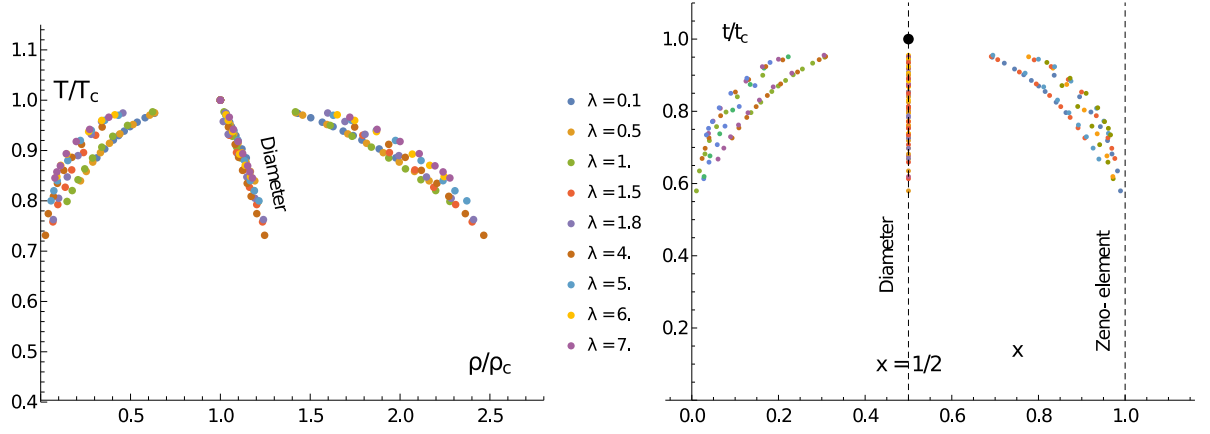 T/Tc
1.1
1.0
0.9
0.8
0.7
0.6
0.5
0.4
0.5
1.0
1.5
2.0
2.5
Diameter
ρ/ρc
λ = 0.1
λ = 0.5
λ = 1.
λ = 1.5
λ = 1.8
λ = 4.
λ = 5.
λ = 6.
λ = 7.
t/tc
1.0
0.8
0.6
0.4
0.2
0.0
0.2
0.4
0.6
0.8
1.0
Diameter
Zeno-element
x = 1/2
x